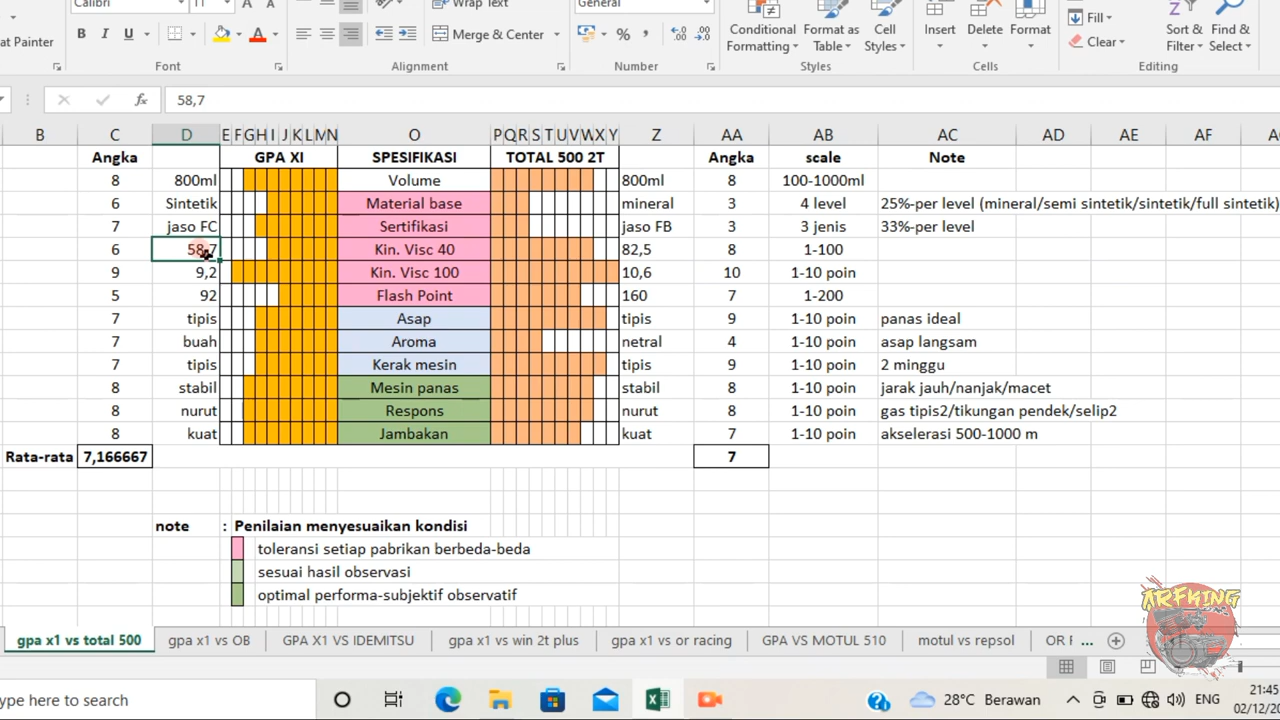 Calibri 11 A A Wrap Text General
at Painter B I U A Merge & Center % , Conditional Formatting Format as Table Cell Styles Insert Delete Format Fill Clear Sort & Filter Find & Select
Font Alignment Number Styles Cells Editing
fx 58,7
B C D E F G H I J K L M N O P Q R S T U V W X Y Z AA AB AC AD AE AF
Angka GPA XI SPESIFIKASI TOTAL 500 2T Angka scale Note
8 800ml Volume 800ml 8 100-1000ml
6 Sintetik Material base mineral 3 4 level 25%-per level (mineral/semi sintetik/sintetik/full sintetik)
7 jaso FC Sertifikasi jaso FB 3 3 jenis 33%-per level
6 58,7 Kin. Visc 40 82,5 8 1-100
9 9,2 Kin. Visc 100 10,6 10 1-10 poin
5 92 Flash Point 160 7 1-200
7 tipis Asap tipis 9 1-10 poin panas ideal
7 buah Aroma netral 4 1-10 poin asap langsam
7 tipis Kerak mesin tipis 9 1-10 poin 2 minggu
8 stabil Mesin panas stabil 8 1-10 poin jarak jauh/nanjak/macet
8 nurut Respons nurut 8 1-10 poin gas tipis2/tikungan pendek/selip2
8 kuat Jambakan kuat 7 1-10 poin akselerasi 500-1000 m
Rata-rata 7,166667 7
note : Penilaian menyesuaikan kondisi
toleransi setiap pabrikan berbeda-beda
sesuai hasil observasi
optimal performa-subjektif observatif
ARFKING
gpa x1 vs total 500 gpa x1 vs OB GPA X1 VS IDEMITSU gpa x1 vs win 2t plus gpa x1 vs or racing GPA VS MOTUL 510 motul vs repsol OR ...
ype here to search 28°C Berawan ENG 21:45
02/12/20